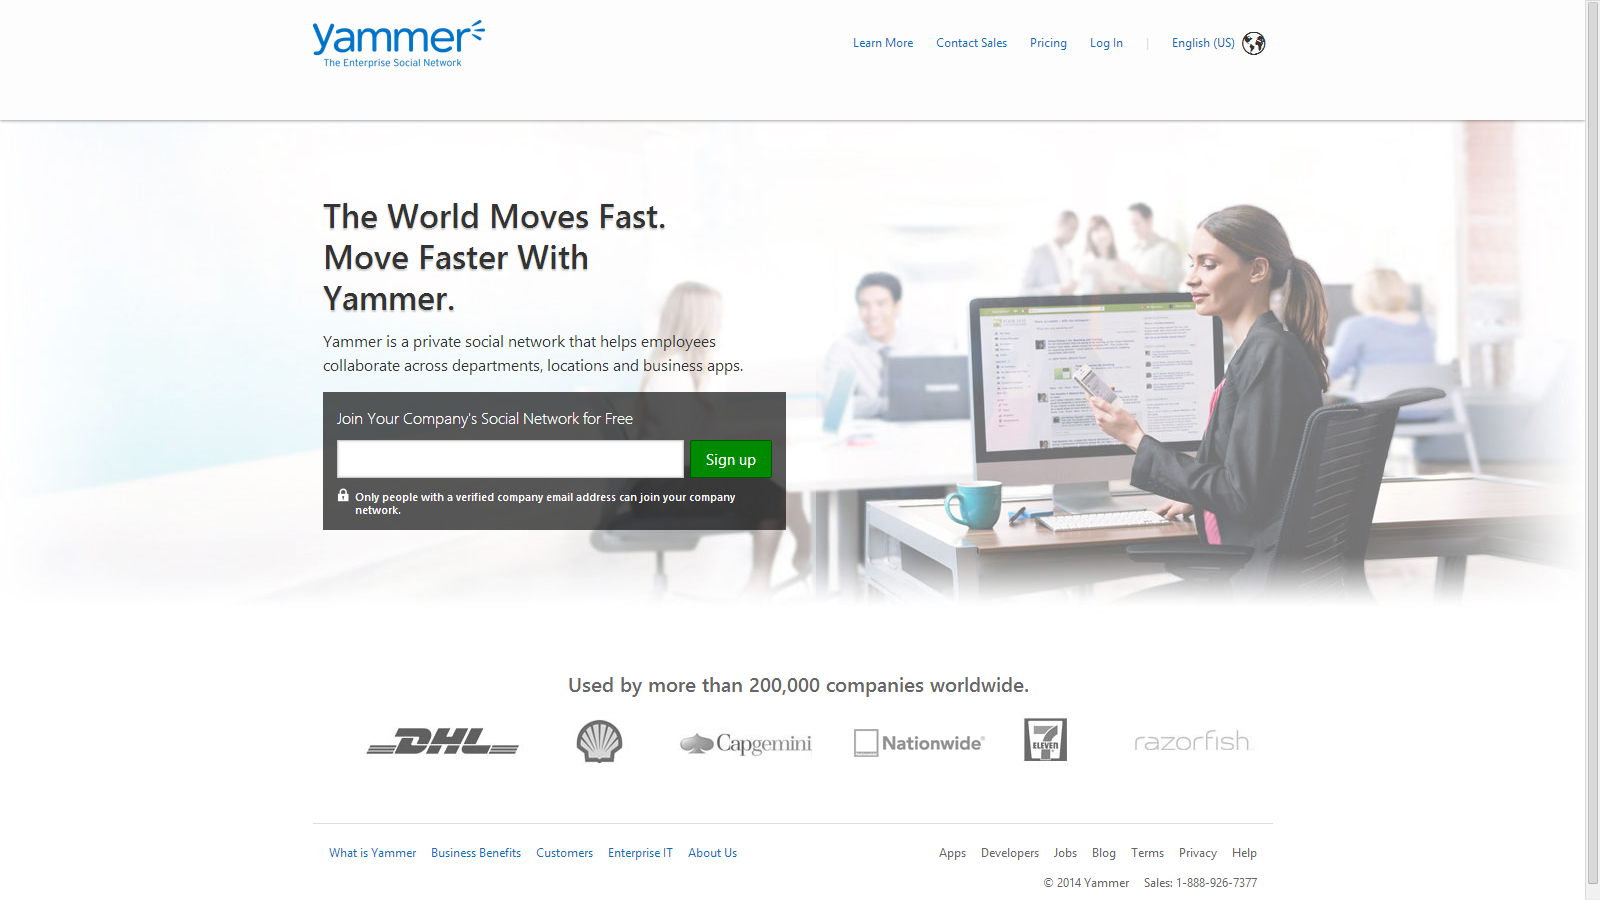 yammer
The Enterprise Social Network
Learn More Contact Sales Pricing Log In English (US)
The World Moves Fast.
Move Faster With
Yammer.
Yammer is a private social network that helps employees
collaborate across departments, locations and business apps.
Join Your Company's Social Network for Free
Sign up
Only people with a verified company email address can join your company
network.
Used by more than 200,000 companies worldwide.
DHL Capgemini Nationwide® 7 ELEVEN razorfish.
What is Yammer Business Benefits Customers Enterprise IT About Us
Apps Developers Jobs Blog Terms Privacy Help
© 2014 Yammer Sales: 1-888-926-7377